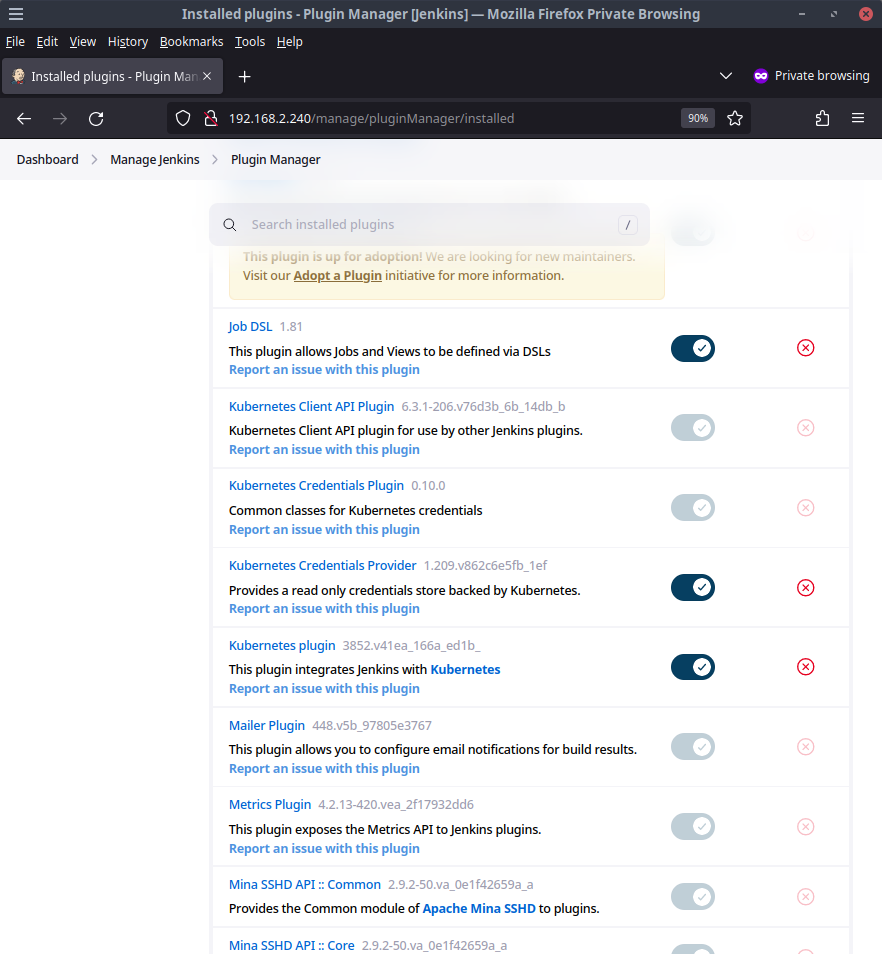 Installed plugins - Plugin Manager [Jenkins] — Mozilla Firefox Private Browsing
File Edit View History Bookmarks Tools Help
Installed plugins - Plugin Man
Private browsing
192.168.2.240/manage/pluginManager/installed
90%
Dashboard Manage Jenkins Plugin Manager
Search installed plugins /
This plugin is up for adoption! We are looking for new maintainers.
Visit our Adopt a Plugin initiative for more information.
Job DSL 1.81
This plugin allows Jobs and Views to be defined via DSLs
Report an issue with this plugin
Kubernetes Client API Plugin 6.3.1-206.v76d3b_6b_14db_b
Kubernetes Client API plugin for use by other Jenkins plugins.
Report an issue with this plugin
Kubernetes Credentials Plugin 0.10.0
Common classes for Kubernetes credentials
Report an issue with this plugin
Kubernetes Credentials Provider 1.209.v862c6e5fb_1ef
Provides a read only credentials store backed by Kubernetes.
Report an issue with this plugin
Kubernetes plugin 3852.v41ea_166a_ed1b_
This plugin integrates Jenkins with Kubernetes
Report an issue with this plugin
Mailer Plugin 448.v5b_97805e3767
This plugin allows you to configure email notifications for build results.
Report an issue with this plugin
Metrics Plugin 4.2.13-420.vea_2f17932dd6
This plugin exposes the Metrics API to Jenkins plugins.
Report an issue with this plugin
Mina SSHD API :: Common 2.9.2-50.va_0e1f42659a_a
Provides the Common module of Apache Mina SSHD to plugins.
Mina SSHD API :: Core 2.9.2-50.va_0e1f42659a_a